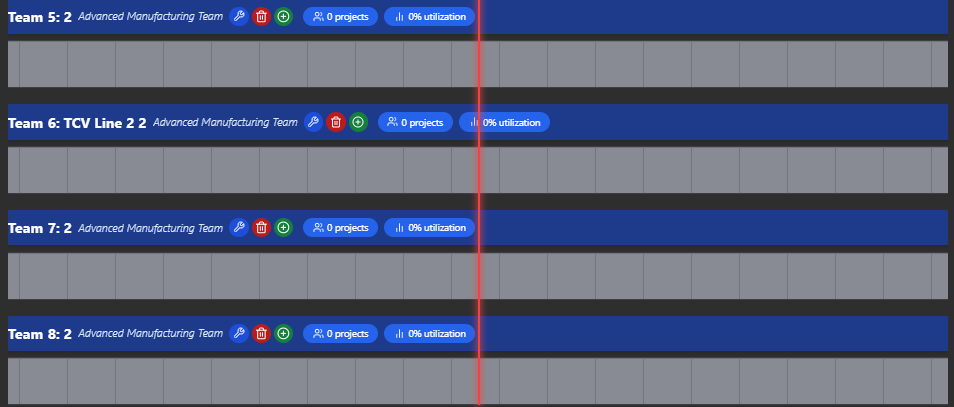 Team 5: 2 Advanced Manufacturing Team 0 projects 0% utilization
Team 6: TCV Line 2 2 Advanced Manufacturing Team 0 projects 0% utilization
Team 7: 2 Advanced Manufacturing Team 0 projects 0% utilization
Team 8: 2 Advanced Manufacturing Team 0 projects 0% utilization